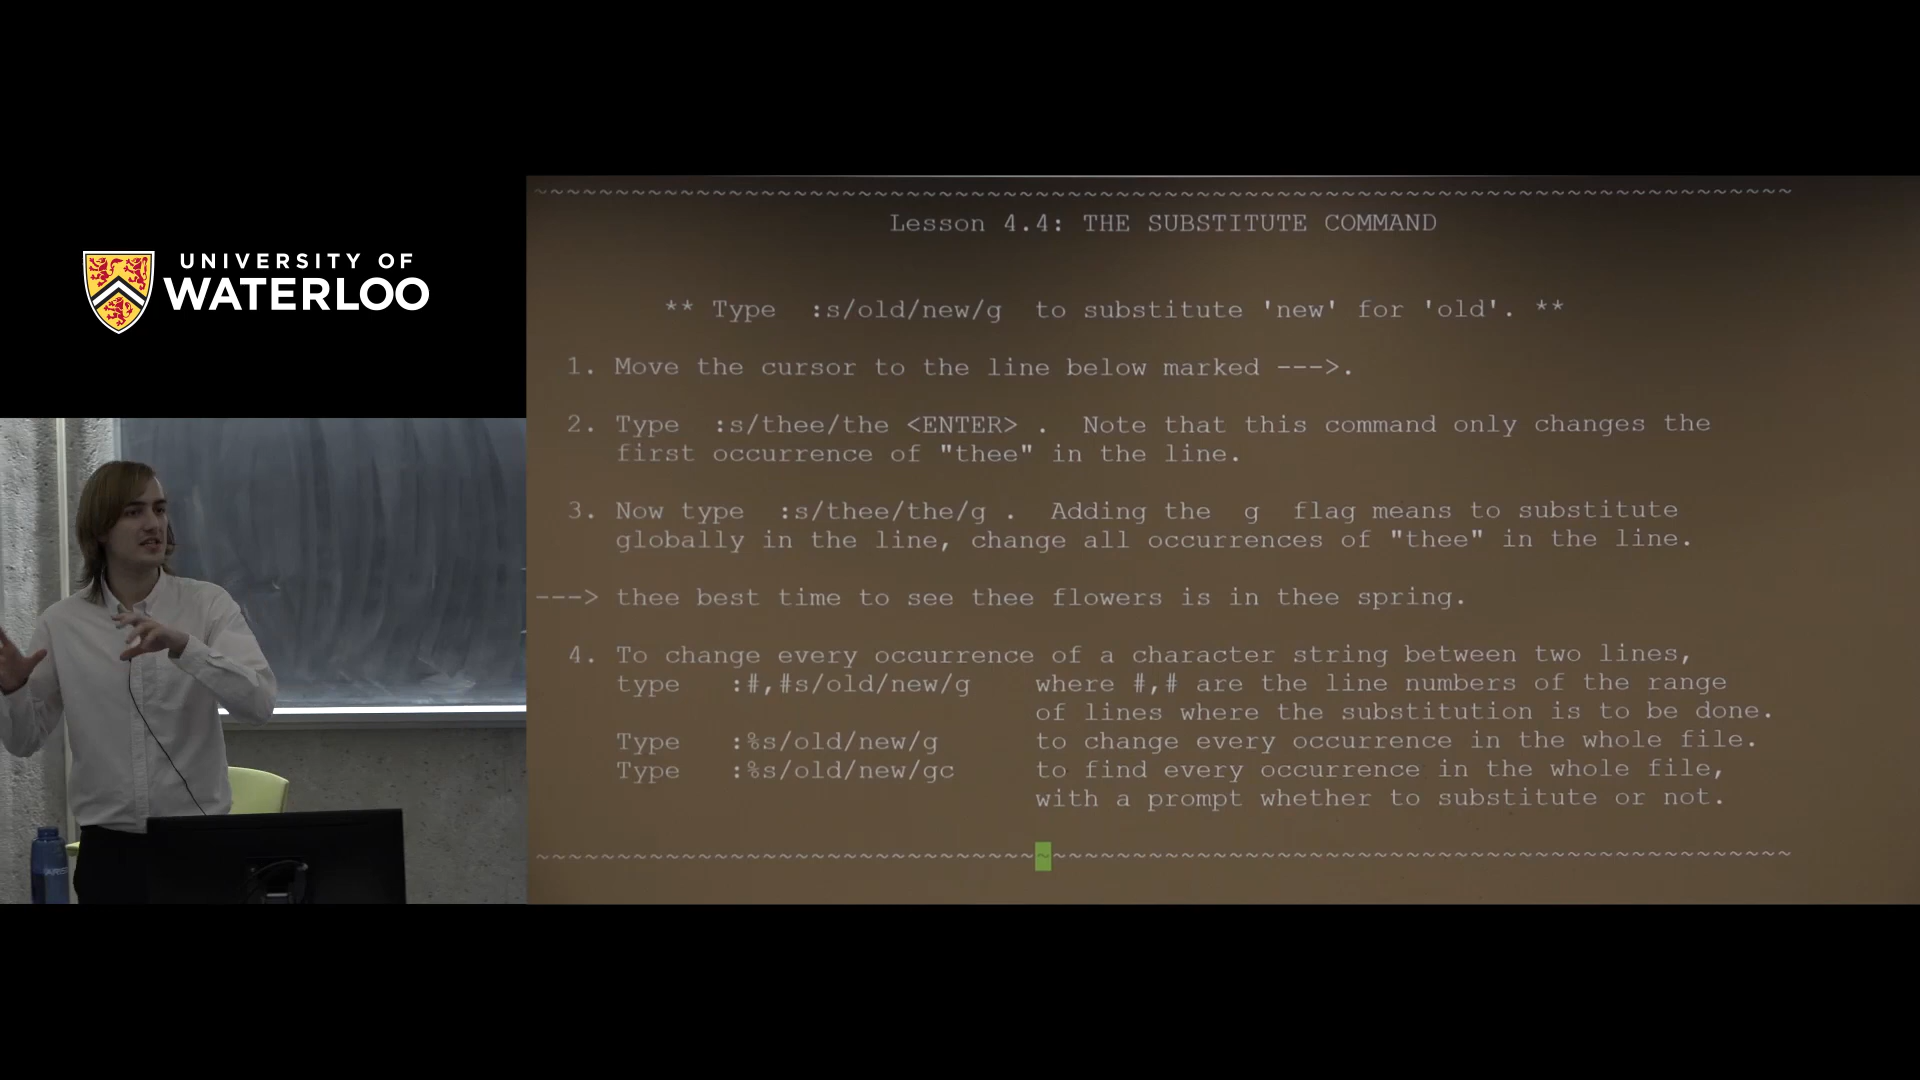 UNIVERSITY OF
WATERLOO
~~~~~~~~~~~~~~~~~~~~~~~~~~~~~~~~~~~~~~~~~~~~~~~~~~~~~~~~~~~~~~~~~~~~~~~~~~~~~~
Lesson 4.4: THE SUBSTITUTE COMMAND
** Type  :s/old/new/g  to substitute 'new' for 'old'. **
1. Move the cursor to the line below marked --->.
2. Type  :s/thee/the <ENTER> .  Note that this command only changes the
first occurrence of "thee" in the line.
3. Now type  :s/thee/the/g .  Adding the  g  flag means to substitute
globally in the line, change all occurrences of "thee" in the line.
---> thee best time to see thee flowers is in thee spring.
4. To change every occurrence of a character string between two lines,
type   :#,#s/old/new/g    where #,# are the line numbers of the range
of lines where the substitution is to be done.
Type   :%s/old/new/g      to change every occurrence in the whole file.
Type   :%s/old/new/gc     to find every occurrence in the whole file,
with a prompt whether to substitute or not.
~~~~~~~~~~~~~~~~~~~~~~~~~~~~~~~~~~~~~~~~~~~~~~~~~~~~~~~~~~~~~~~~~~~~~~~~~~~~~~